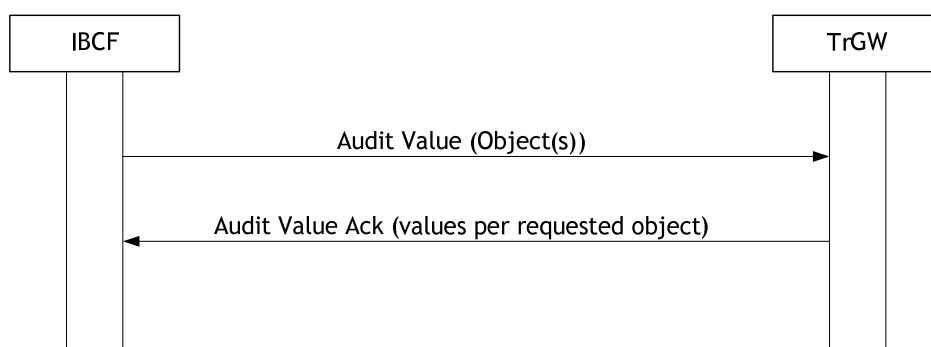 IBCF
TrGW
Audit Value (Object(s))
Audit Value Ack (values per requested object)